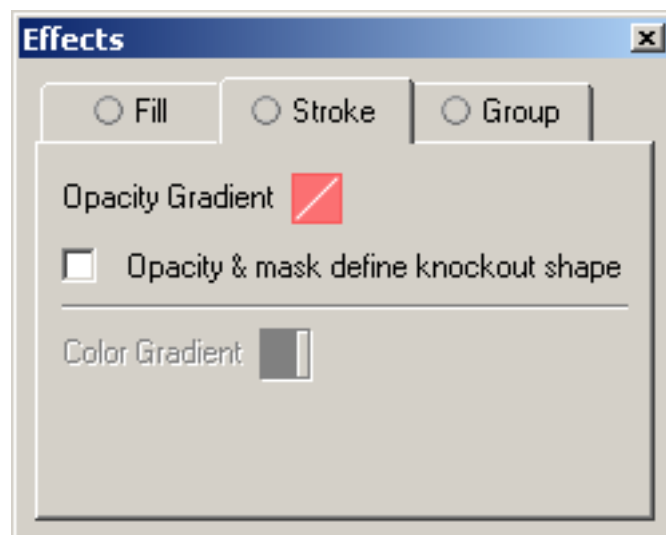 Effects
Fill Stroke Group
Opacity Gradient
Opacity & mask define knockout shape
Color Gradient